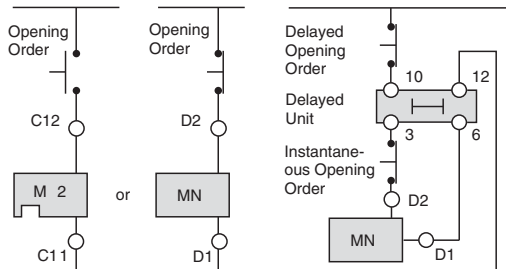 Opening
Order
C12
M 2
C11
or
Opening
Order
D2
MN
D1
Delayed
Opening
Order
10
12
Delayed
Unit
3
6
Instantane-
ous Opening
Order
D2
MN
D1